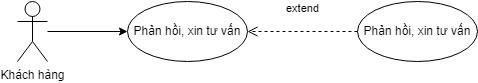 extend
Phản hồi, xin tư vấn
Phản hồi, xin tư vấn
Khách hàng